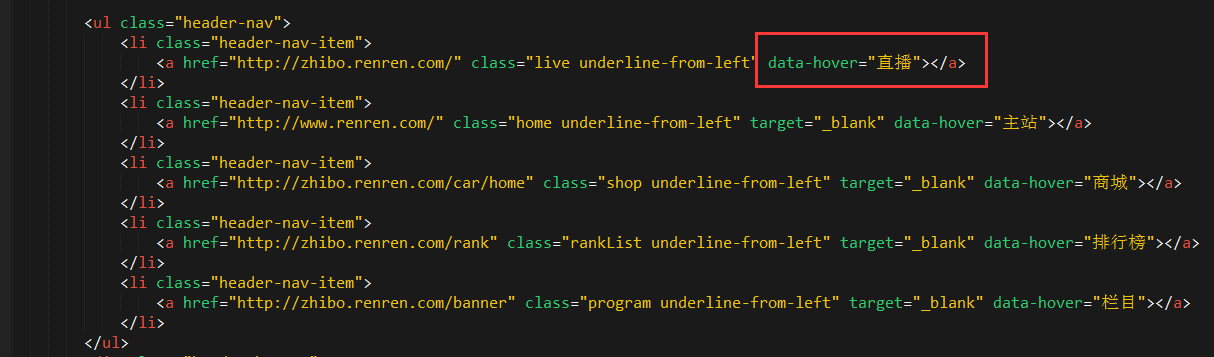 <ul class="header-nav">
<li class="header-nav-item">
<a href="http://zhibo.renren.com/" class="live underline-from-left" data-hover="直播"></a>
</li>
<li class="header-nav-item">
<a href="http://www.renren.com/" class="home underline-from-left" target="_blank" data-hover="主站"></a>
</li>
<li class="header-nav-item">
<a href="http://zhibo.renren.com/car/home" class="shop underline-from-left" target="_blank" data-hover="商城"></a>
</li>
<li class="header-nav-item">
<a href="http://zhibo.renren.com/rank" class="rankList underline-from-left" target="_blank" data-hover="排行榜"></a>
</li>
<li class="header-nav-item">
<a href="http://zhibo.renren.com/banner" class="program underline-from-left" target="_blank" data-hover="栏目"></a>
</li>
</ul>